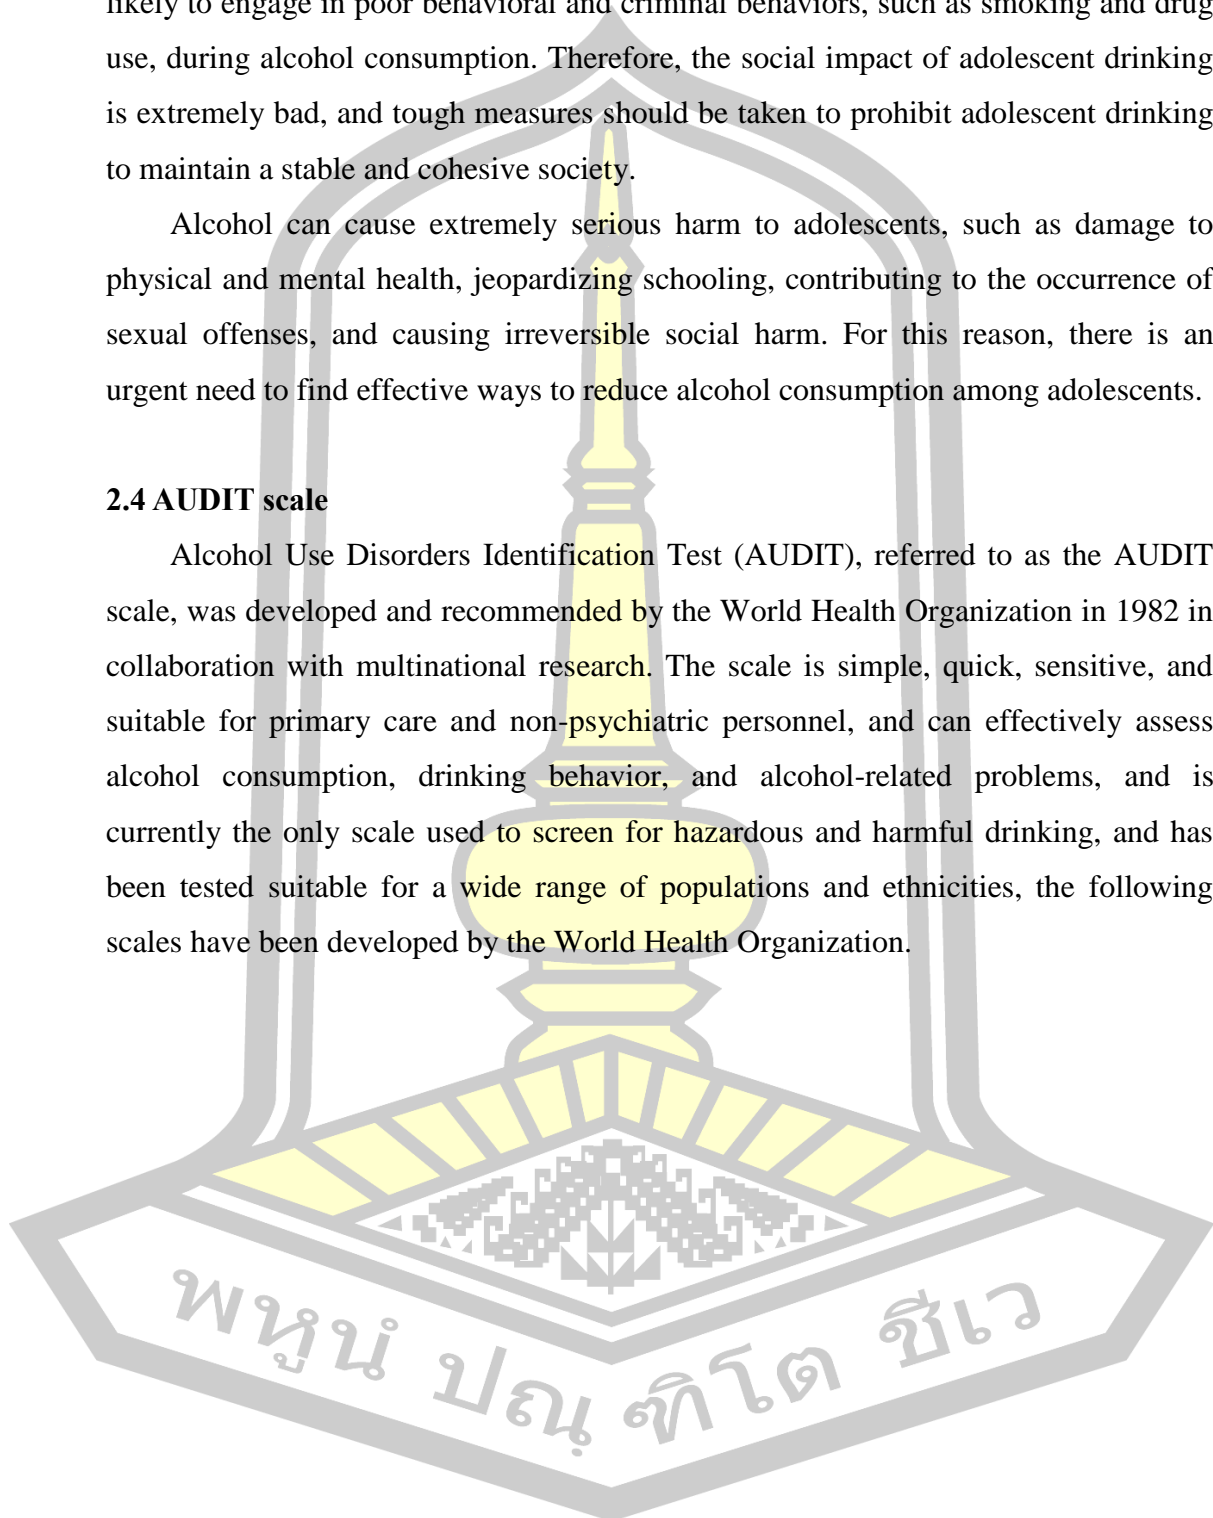 likely to engage in poor behavioral and criminal behaviors, such as smoking and drug
use, during alcohol consumption. Therefore, the social impact of adolescent drinking
is extremely bad, and tough measures should be taken to prohibit adolescent drinking
to maintain a stable and cohesive society.
Alcohol can cause extremely serious harm to adolescents, such as damage to
physical and mental health, jeopardizing schooling, contributing to the occurrence of
sexual offenses, and causing irreversible social harm. For this reason, there is an
urgent need to find effective ways to reduce alcohol consumption among adolescents.
2.4 AUDIT scale
Alcohol Use Disorders Identification Test (AUDIT), referred to as the AUDIT
scale, was developed and recommended by the World Health Organization in 1982 in
collaboration with multinational research. The scale is simple, quick, sensitive, and
suitable for primary care and non-psychiatric personnel, and can effectively assess
alcohol consumption, drinking behavior, and alcohol-related problems, and is
currently the only scale used to screen for hazardous and harmful drinking, and has
been tested suitable for a wide range of populations and ethnicities, the following
scales have been developed by the World Health Organization.
พหูนํ ปณฺ ฑิโต ชีเว